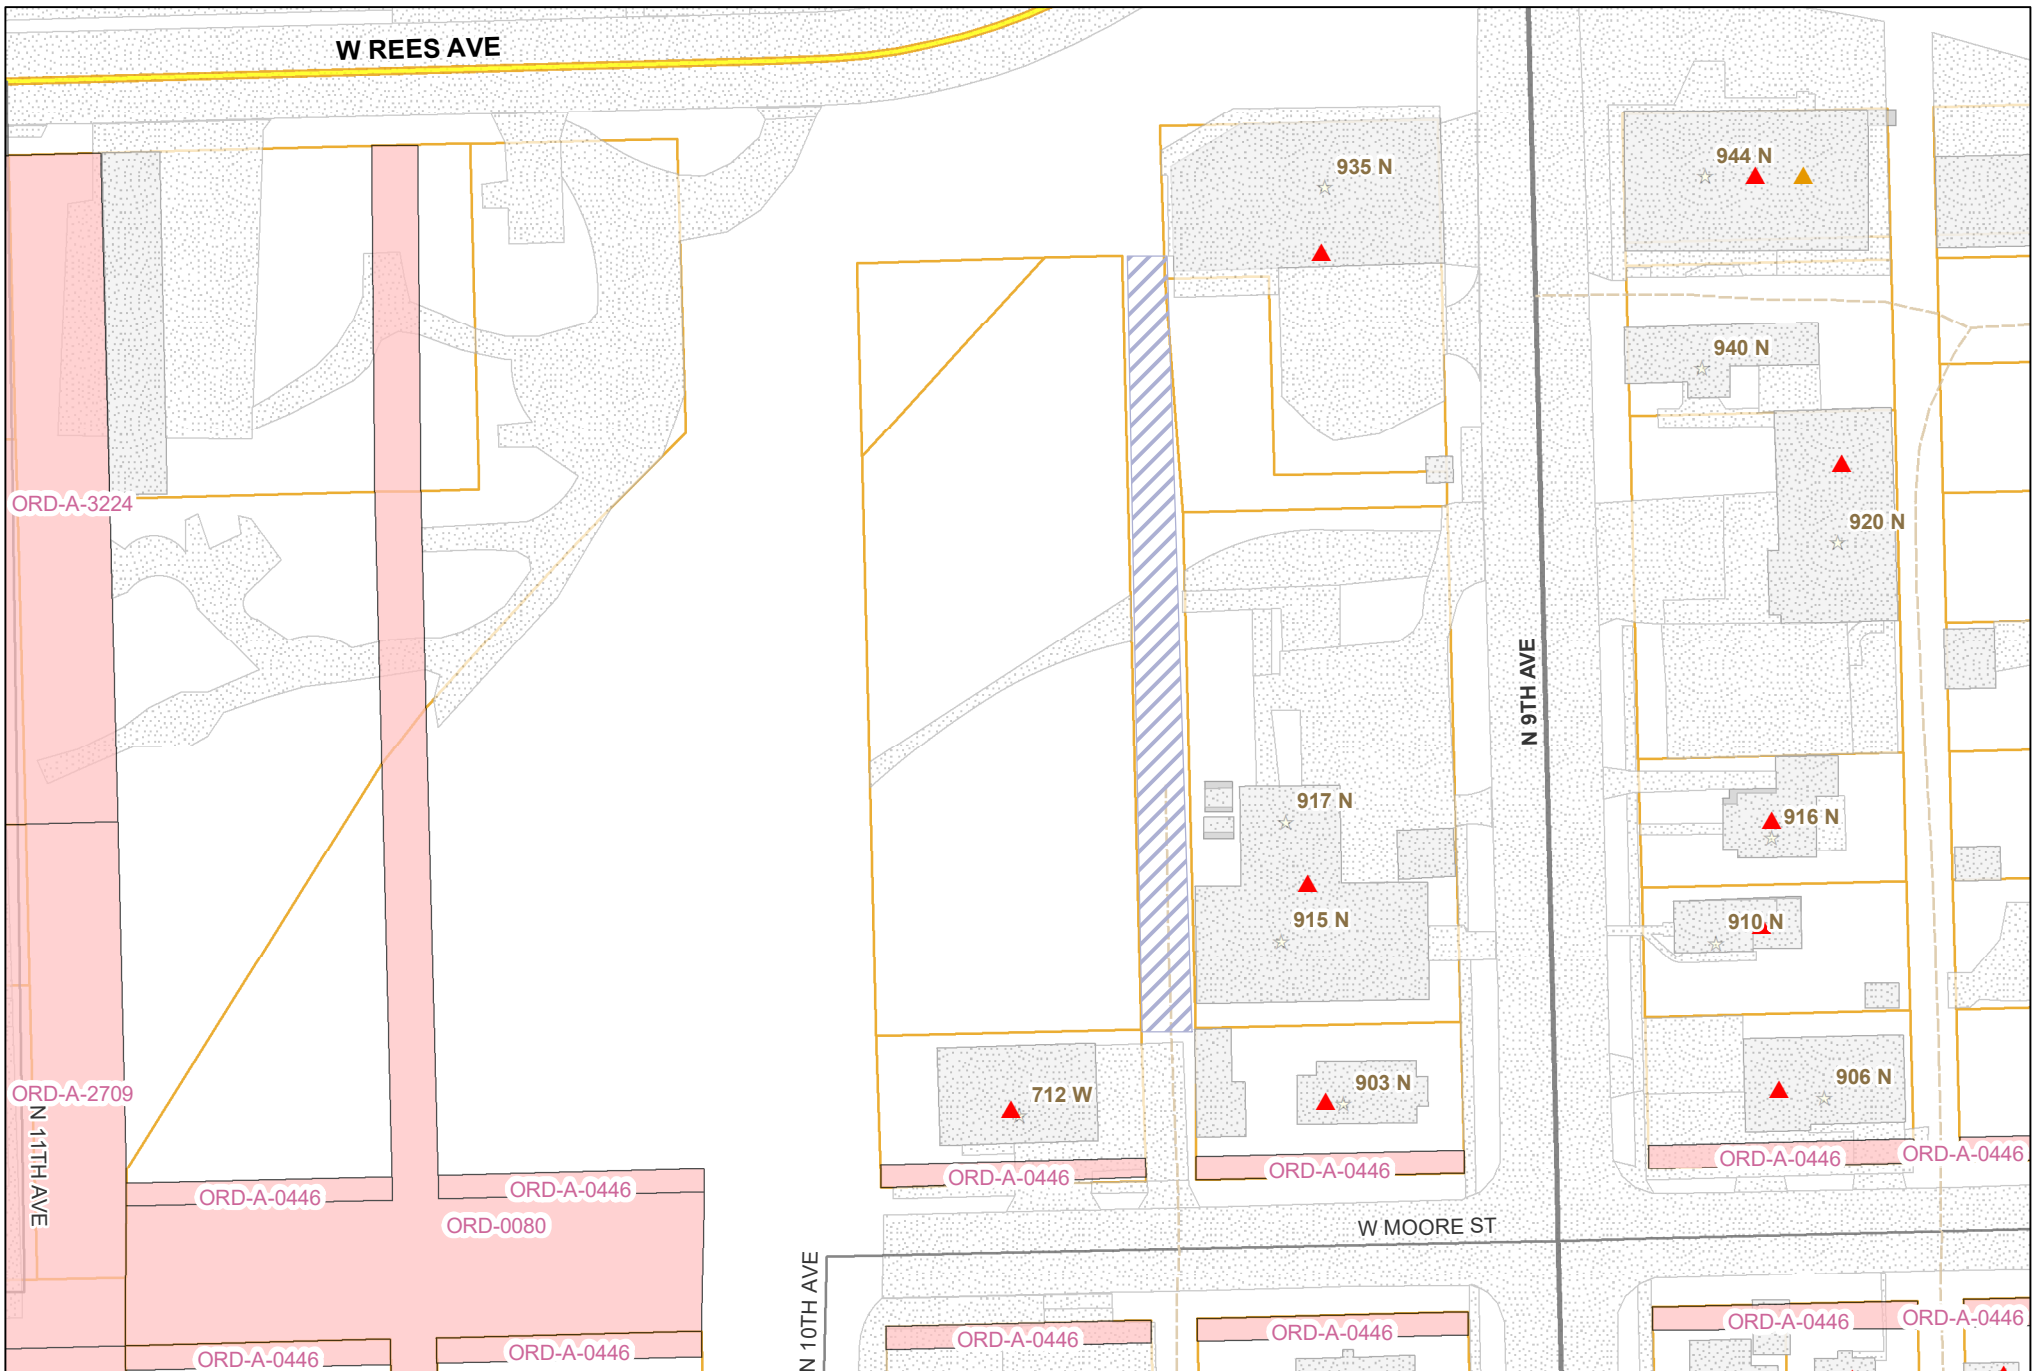 W REES AVE
935 N
944 N
940 N
ORD-A-3224
920 N
N 9TH AVE
917 N
916 N
915 N
910 N
ORD-A-2709
712 W
903 N
906 N
N 11TH AVE
ORD-A-0446
ORD-A-0446
ORD-A-0446
ORD-A-0446
ORD-A-0446
ORD-A-0446
ORD-0080
W MOORE ST
N 10TH AVE
ORD-A-0446
ORD-A-0446
ORD-A-0446
ORD-A-0446
ORD-A-0446
ORD-A-0446